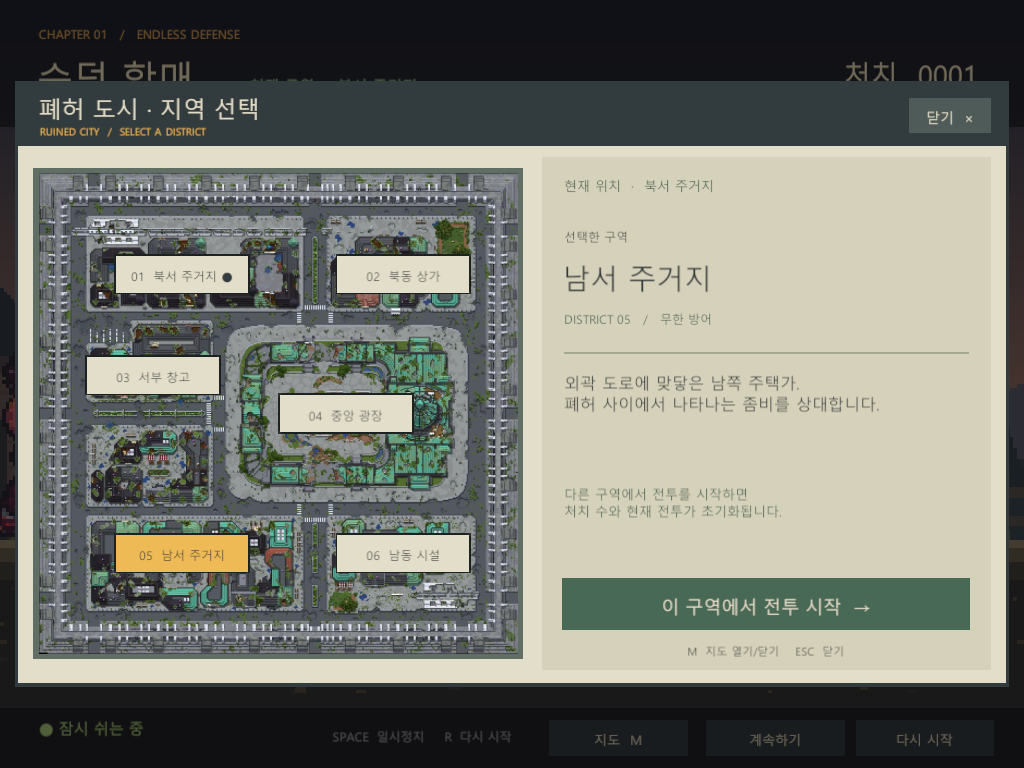 CHAPTER 01 / ENDLESS DEFENSE
처치 0001
폐허 도시 · 지역 선택
RUINED CITY / SELECT A DISTRICT
닫기 ×
01 북서 주거지 ●
02 북동 상가
03 서부 창고
04 중앙 광장
05 남서 주거지
06 남동 시설
현재 위치 · 북서 주거지
선택한 구역
남서 주거지
DISTRICT 05 / 무한 방어
외곽 도로에 맞닿은 남쪽 주택가.
폐허 사이에서 나타나는 좀비를 상대합니다.
다른 구역에서 전투를 시작하면
처치 수와 현재 전투가 초기화됩니다.
이 구역에서 전투 시작 →
M 지도 열기/닫기 ESC 닫기
● 잠시 쉬는 중
SPACE 일시정지 R 다시 시작
지도 M
계속하기
다시 시작